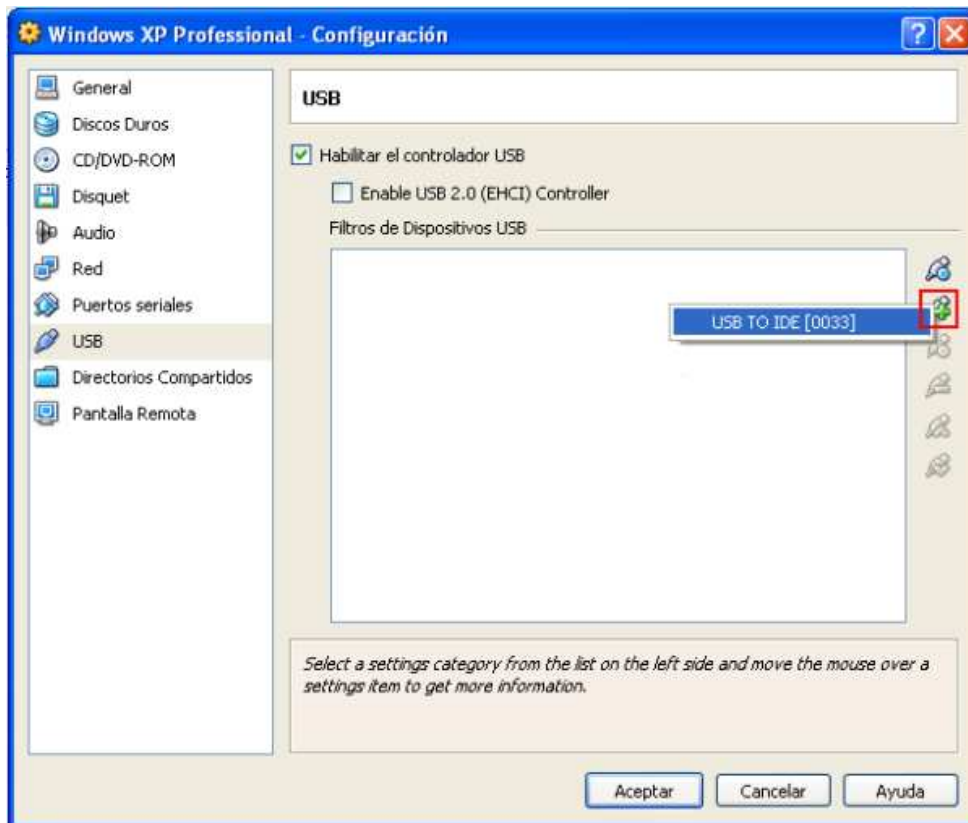 Windows XP Professional - Configuración
General
Discos Duros
CD/DVD-ROM
Disquet
Audio
Red
Puertos seriales
USB
Directorios Compartidos
Pantalla Remota
USB
Habilitar el controlador USB
Enable USB 2.0 (EHCI) Controller
Filtros de Dispositivos USB
USB TO IDE [0033]
Select a settings category from the list on the left side and move the mouse over a
settings item to get more information.
Aceptar
Cancelar
Ayuda